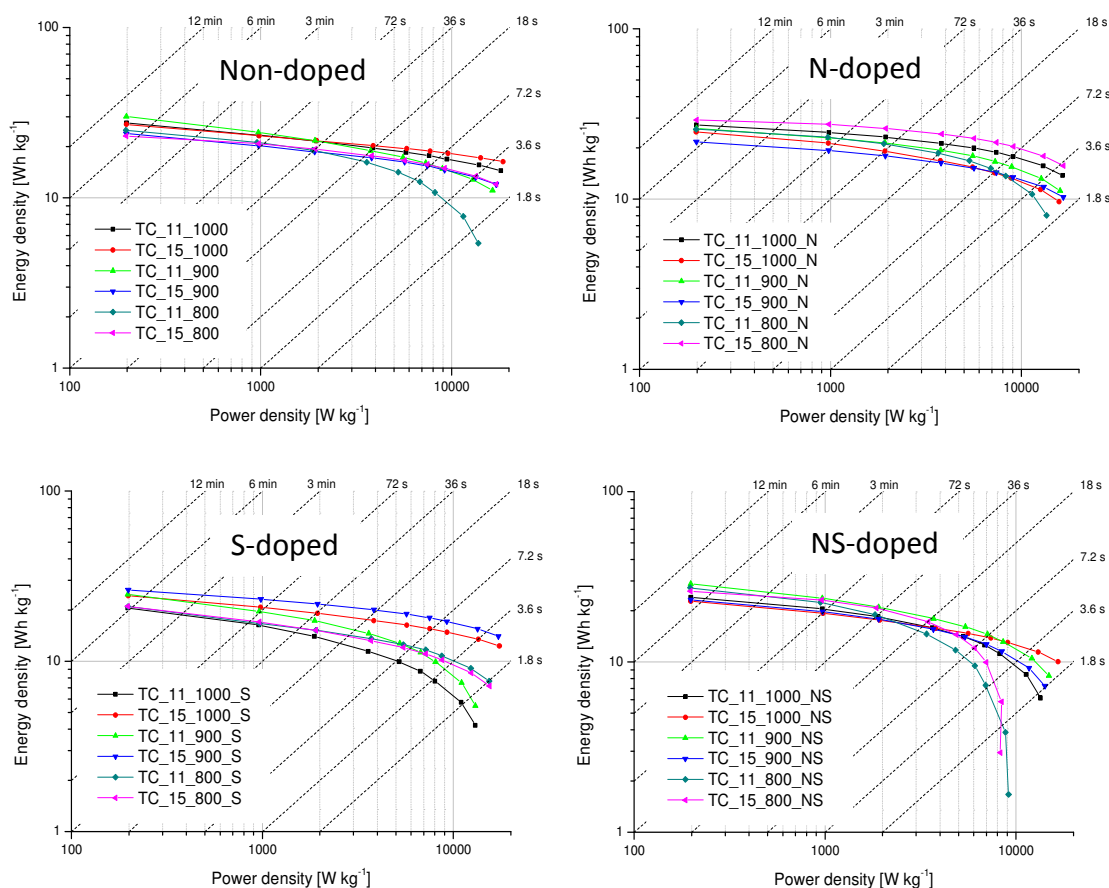 12 min 6 min 3 min 72 s 36 s 18 s
Non-doped
7.2 s
3.6 s
1.8 s
100
10
1
Energy density [Wh kg-1]
TC_11_1000
TC_15_1000
TC_11_900
TC_15_900
TC_11_800
TC_15_800
100 1000 10000
Power density [W kg-1]
12 min 6 min 3 min 72 s 36 s 18 s
N-doped
7.2 s
3.6 s
1.8 s
100
10
1
Energy density [Wh kg-1]
TC_11_1000_N
TC_15_1000_N
TC_11_900_N
TC_15_900_N
TC_11_800_N
TC_15_800_N
100 1000 10000
Power density [W kg-1]
12 min 6 min 3 min 72 s 36 s 18 s
S-doped
7.2 s
3.6 s
1.8 s
100
10
1
Energy density [Wh kg-1]
TC_11_1000_S
TC_15_1000_S
TC_11_900_S
TC_15_900_S
TC_11_800_S
TC_15_800_S
100 1000 10000
Power density [W kg-1]
12 min 6 min 3 min 72 s 36 s 18 s
NS-doped
7.2 s
3.6 s
1.8 s
100
10
1
Energy density [Wh kg-1]
TC_11_1000_NS
TC_15_1000_NS
TC_11_900_NS
TC_15_900_NS
TC_11_800_NS
TC_15_800_NS
100 1000 10000
Power density [W kg-1]